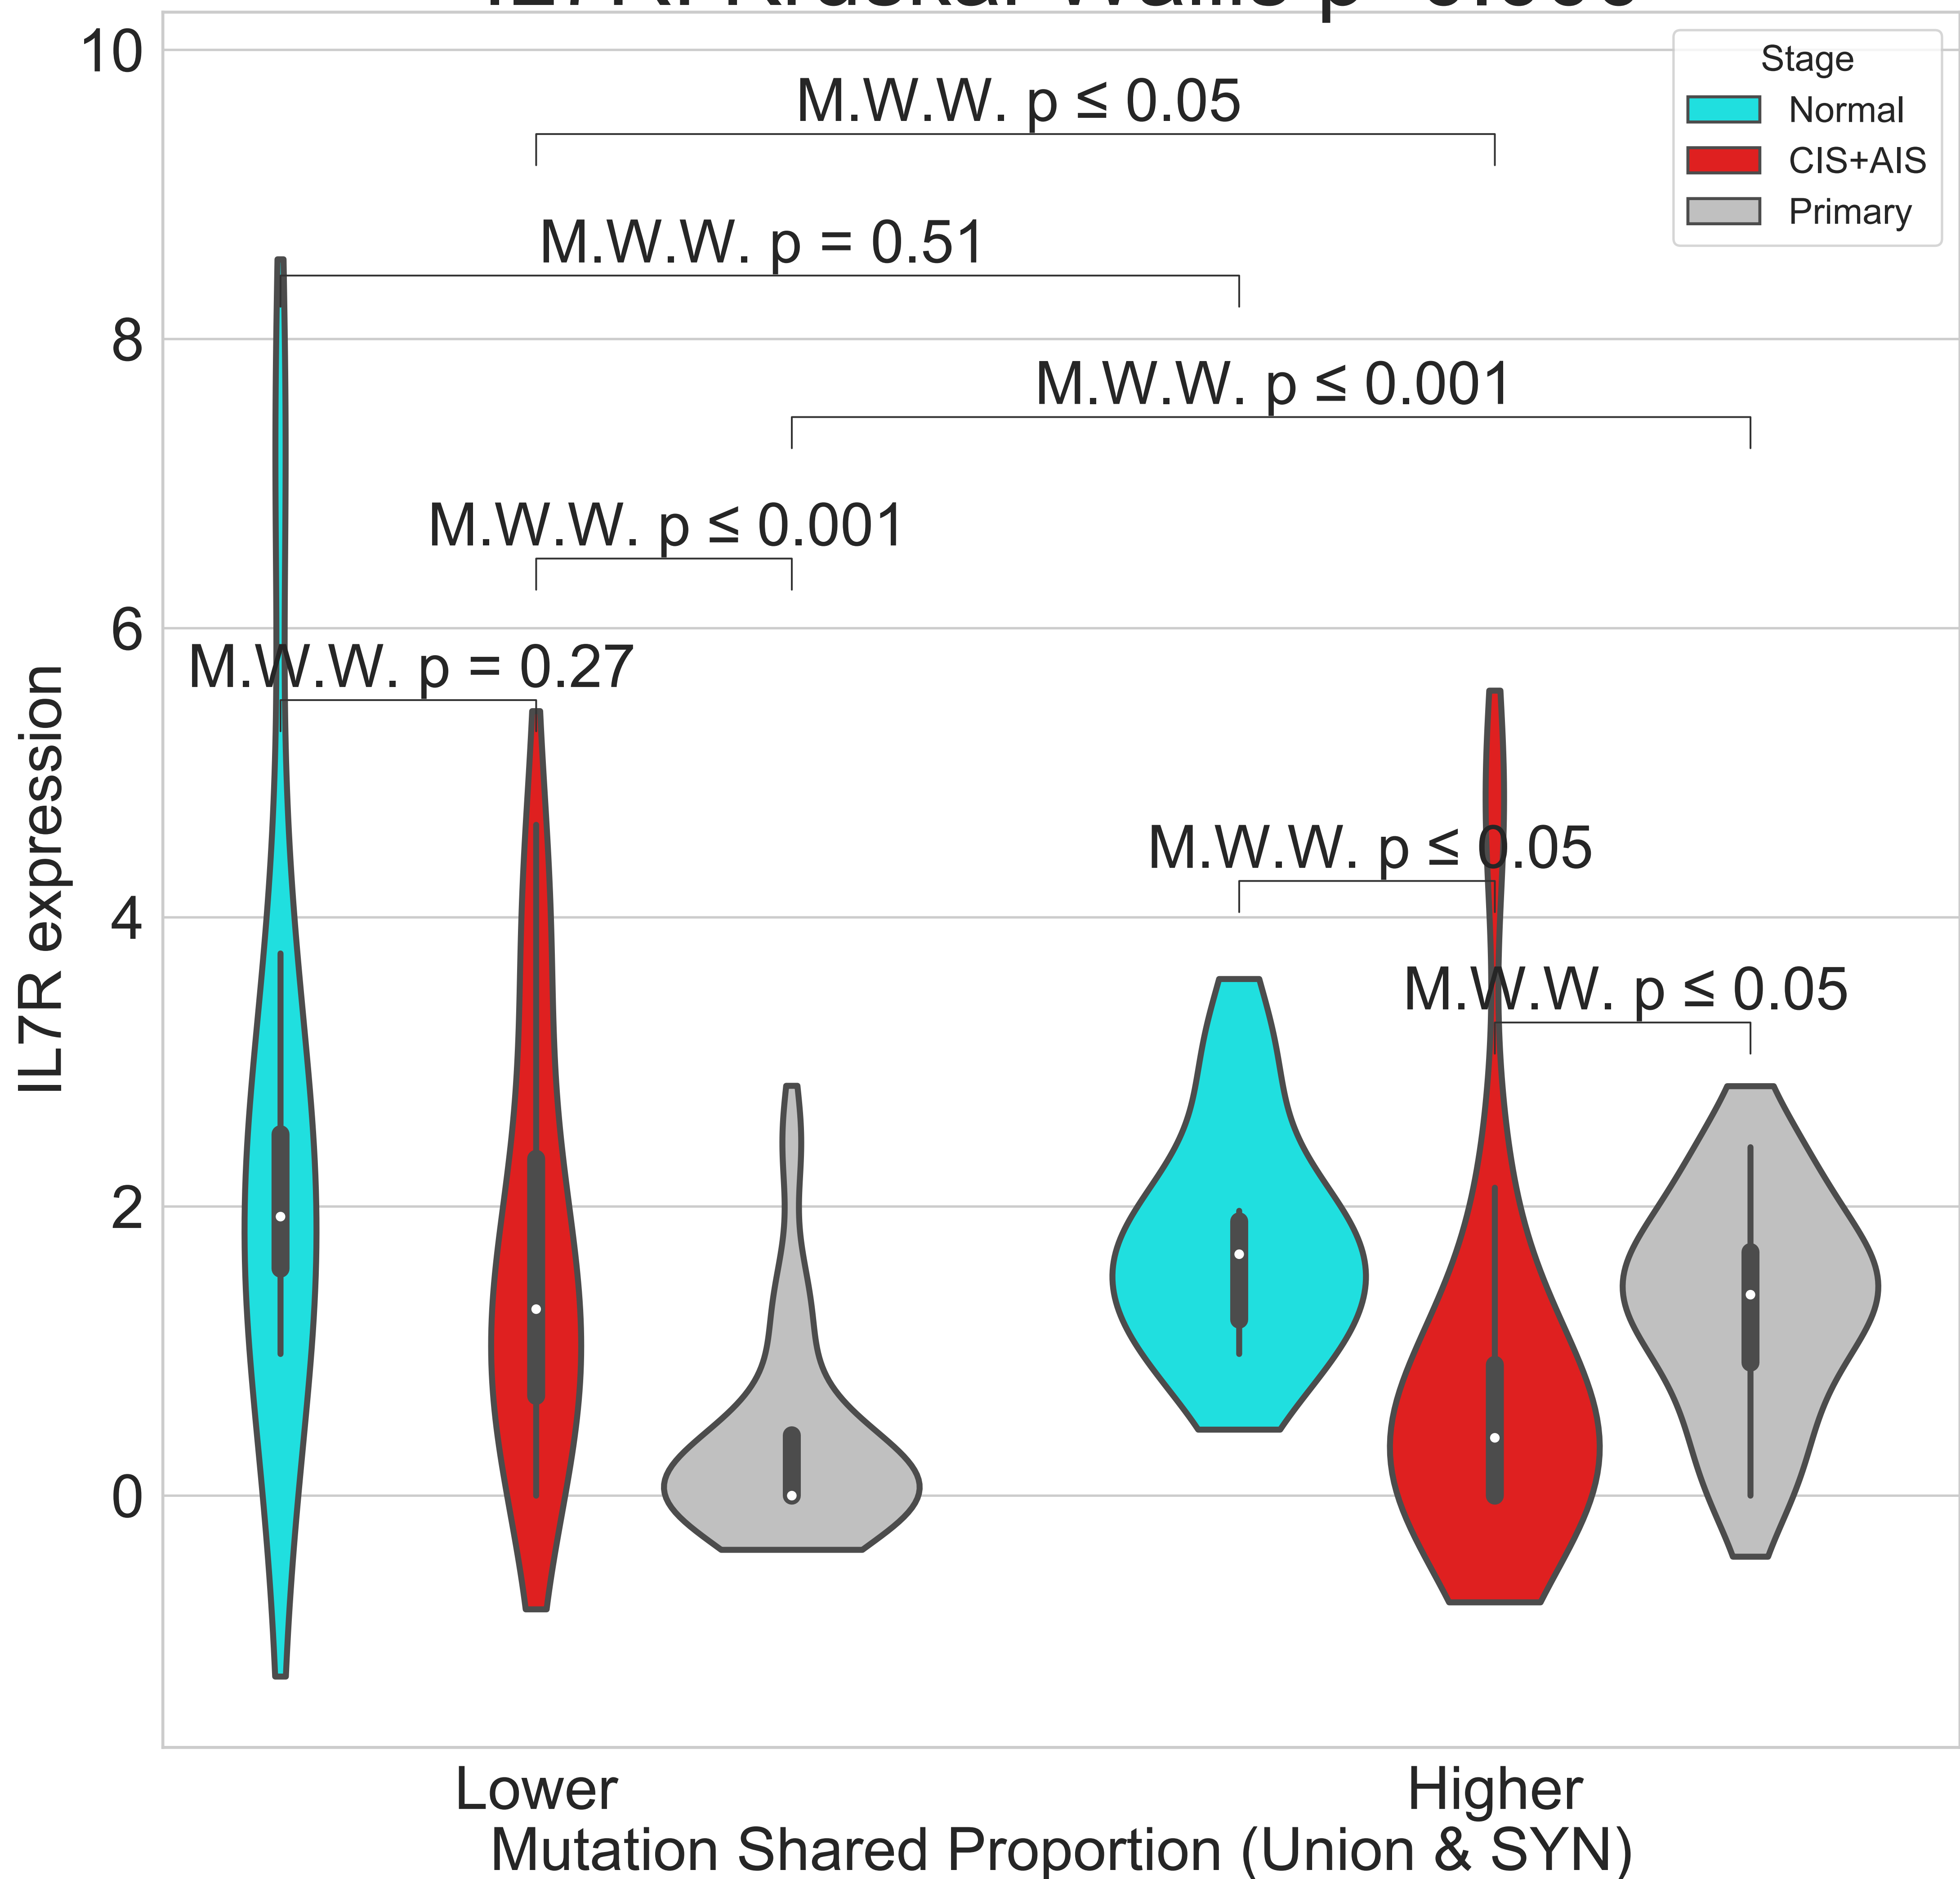 10
M.W.W. p ≤ 0.05
Stage
Normal
CIS+AIS
Primary
M.W.W. p = 0.51
8
M.W.W. p ≤ 0.001
M.W.W. p ≤ 0.001
6
M.W.W. p = 0.27
IL7R expression
M.W.W. p ≤ 0.05
4
M.W.W. p ≤ 0.05
2
0
Lower
Higher
Mutation Shared Proportion (Union & SYN)